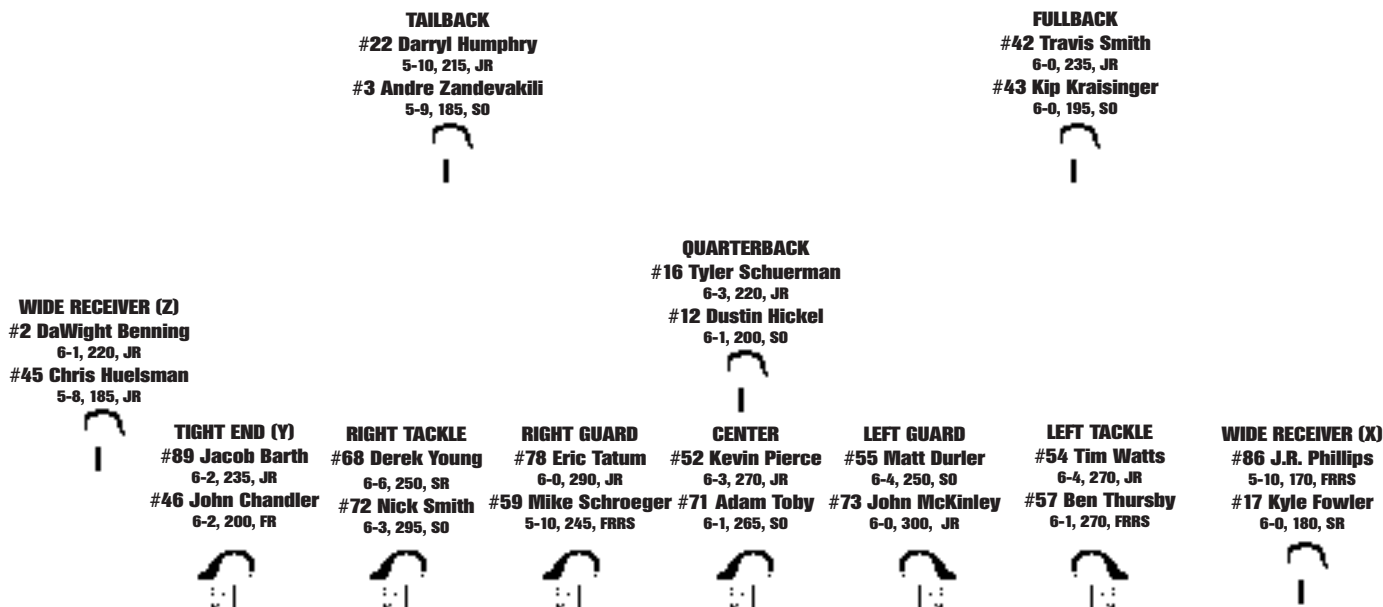 TAILBACK
#22 Darryl Humphry
5-10, 215, JR
#3 Andre Zandevakili
5-9, 185, SO
FULLBACK
#42 Travis Smith
6-0, 235, JR
#43 Kip Kraisinger
6-0, 195, SO
QUARTERBACK
#16 Tyler Schuerman
6-3, 220, JR
#12 Dustin Hickel
6-1, 200, SO
WIDE RECEIVER (Z)
#2 DaWight Benning
6-1, 220, JR
#45 Chris Huelsman
5-8, 185, JR
TIGHT END (Y)
#89 Jacob Barth
6-2, 235, JR
#46 John Chandler
6-2, 200, FR
RIGHT TACKLE
#68 Derek Young
6-6, 250, SR
#72 Nick Smith
6-3, 295, SO
RIGHT GUARD
#78 Eric Tatum
6-0, 290, JR
#59 Mike Schroeger
5-10, 245, FRRS
CENTER
#52 Kevin Pierce
6-3, 270, JR
#71 Adam Toby
6-1, 265, SO
LEFT GUARD
#55 Matt Durler
6-4, 250, SO
#73 John McKinley
6-0, 300, JR
LEFT TACKLE
#54 Tim Watts
6-4, 270, JR
#57 Ben Thursby
6-1, 270, FRRS
WIDE RECEIVER (X)
#86 J.R. Phillips
5-10, 170, FRRS
#17 Kyle Fowler
6-0, 180, SR